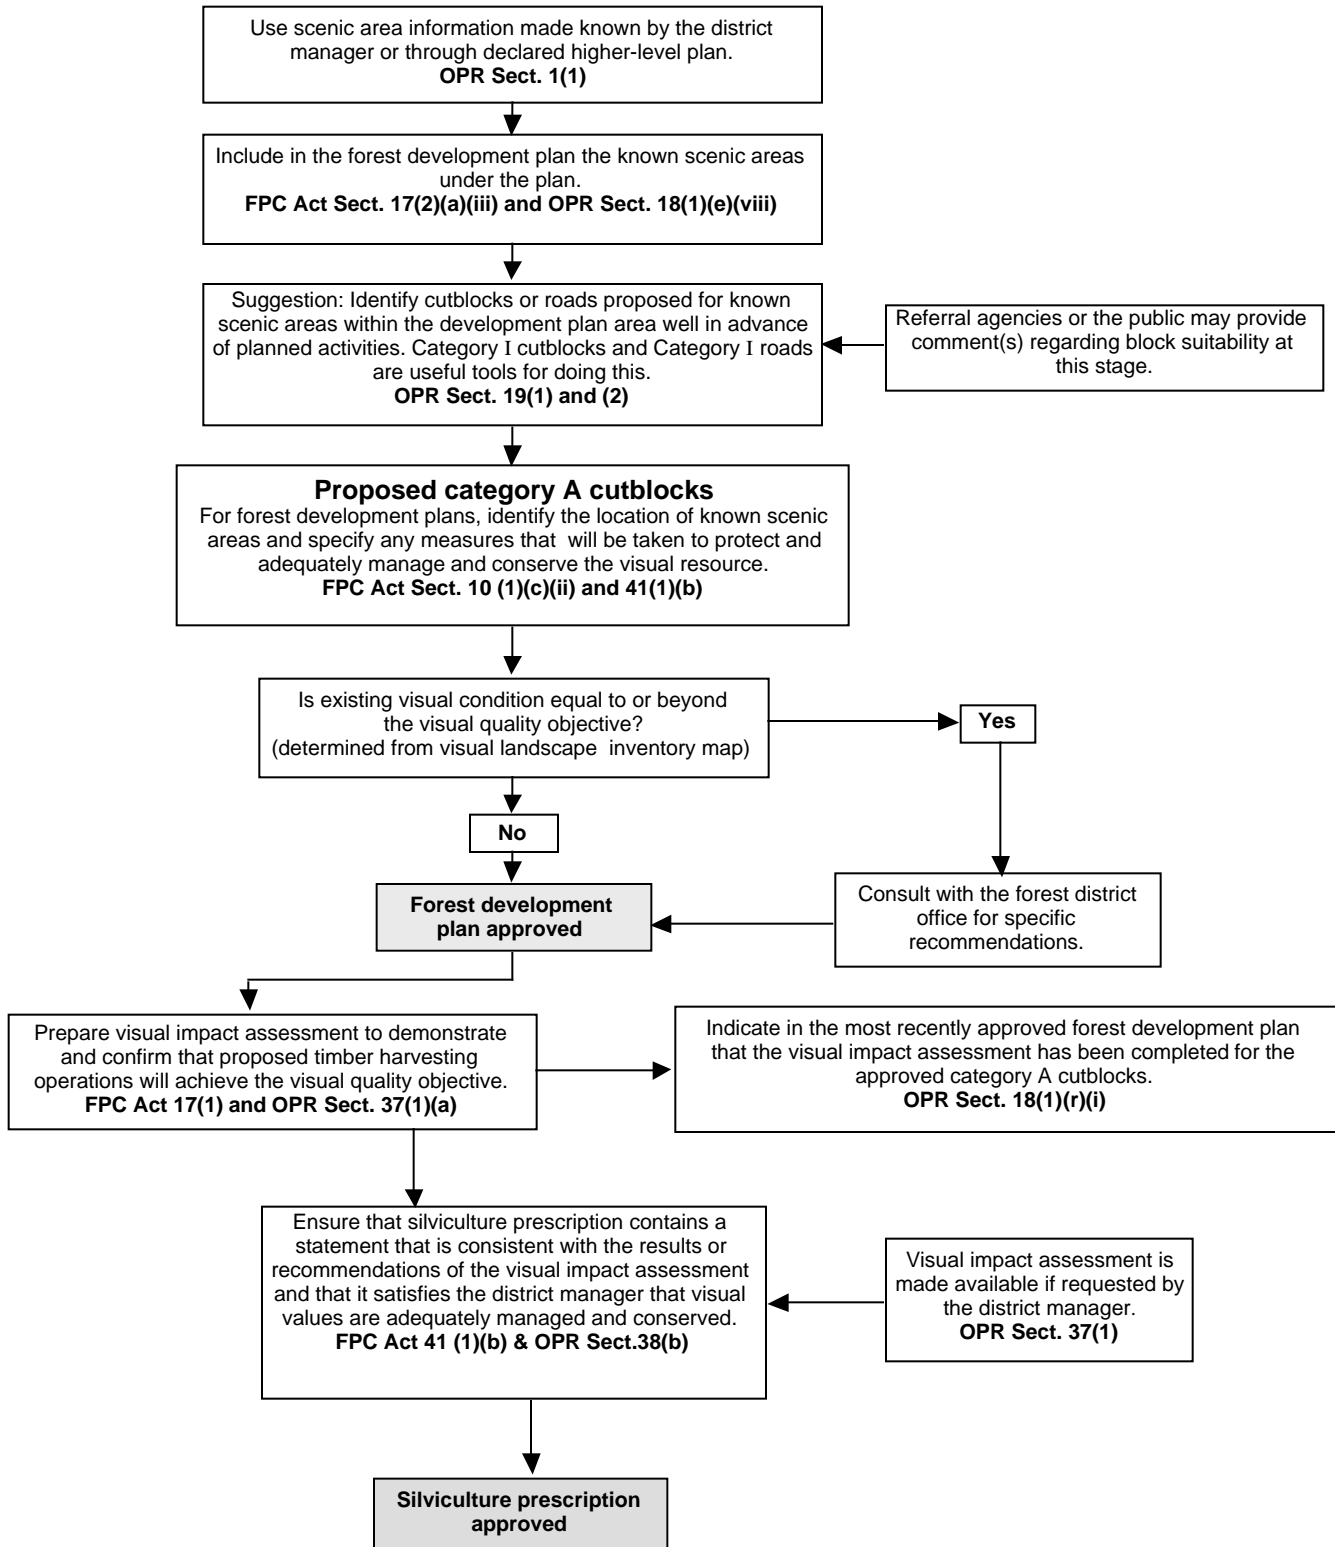 Use scenic area information made known by the district
manager or through declared higher-level plan.
OPR Sect. 1(1)
Include in the forest development plan the known scenic areas
under the plan.
FPC Act Sect. 17(2)(a)(iii) and OPR Sect. 18(1)(e)(viii)
Suggestion: Identify cutblocks or roads proposed for known
scenic areas within the development plan area well in advance
of planned activities. Category I cutblocks and Category I roads
are useful tools for doing this.
OPR Sect. 19(1) and (2)
Referral agencies or the public may provide
comment(s) regarding block suitability at
this stage.
Proposed category A cutblocks
For forest development plans, identify the location of known scenic
areas and specify any measures that will be taken to protect and
adequately manage and conserve the visual resource.
FPC Act Sect. 10 (1)(c)(ii) and 41(1)(b)
Is existing visual condition equal to or beyond
the visual quality objective?
(determined from visual landscape inventory map)
Yes
No
Forest development
plan approved
Consult with the forest district
office for specific
recommendations.
Prepare visual impact assessment to demonstrate
and confirm that proposed timber harvesting
operations will achieve the visual quality objective.
FPC Act 17(1) and OPR Sect. 37(1)(a)
Indicate in the most recently approved forest development plan
that the visual impact assessment has been completed for the
approved category A cutblocks.
OPR Sect. 18(1)(r)(i)
Ensure that silviculture prescription contains a
statement that is consistent with the results or
recommendations of the visual impact assessment
and that it satisfies the district manager that visual
values are adequately managed and conserved.
FPC Act 41 (1)(b) & OPR Sect.38(b)
Visual impact assessment is
made available if requested by
the district manager.
OPR Sect. 37(1)
Silviculture prescription
approved